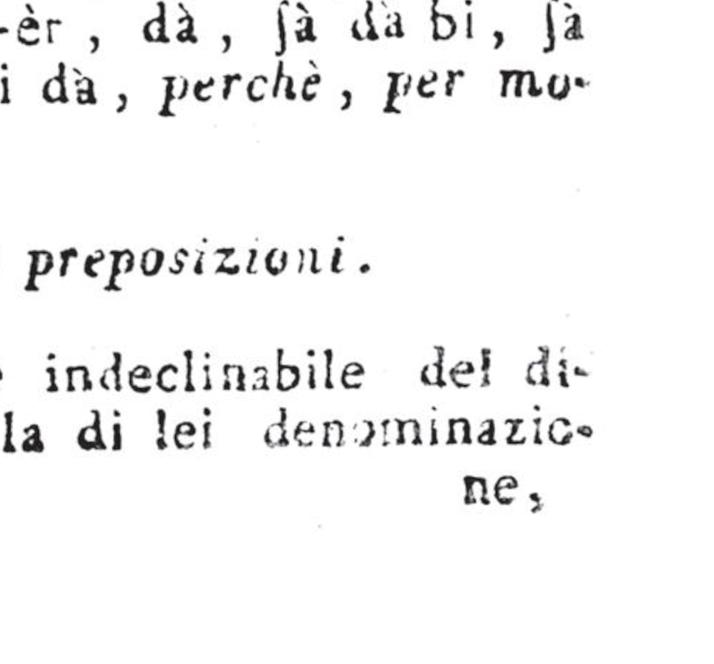 -èr , dà , ſà dà bi, ſà
i dà , perchè , per mo-
preposizioni.
indeclinabile del di-
la di lei denominazio-
ne,